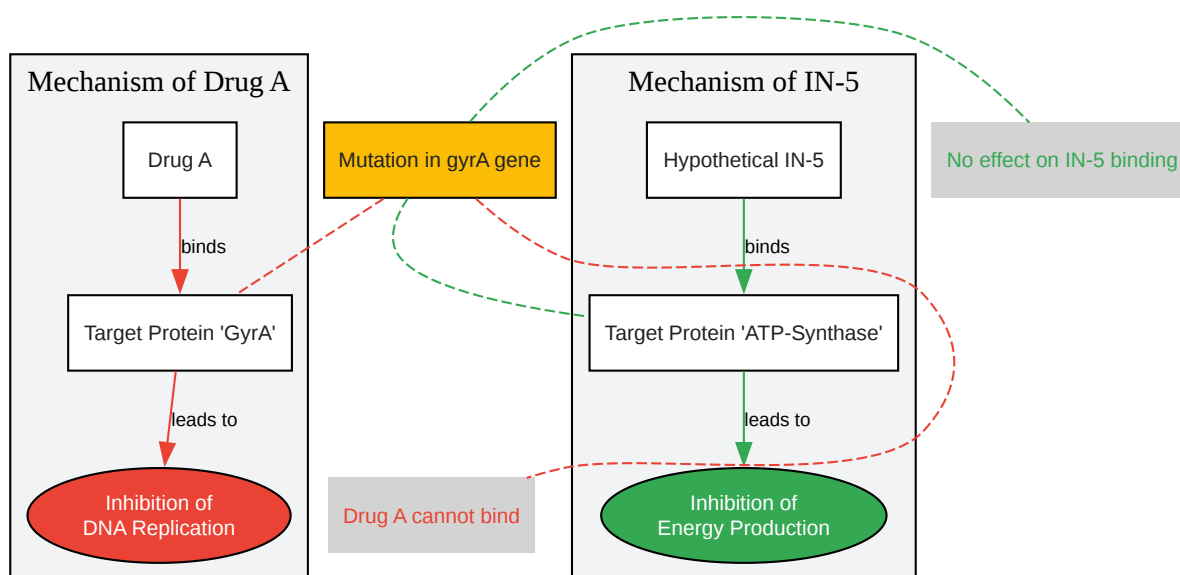 Mechanism of Drug A
Mechanism of IN-5
Drug A
Mutation in gyrA gene
Hypothetical IN-5
No effect on IN-5 binding
binds
binds
Target Protein 'GyrA'
Target Protein 'ATP-Synthase'
leads to
leads to
Inhibition of
DNA Replication
Drug A cannot bind
Inhibition of
Energy Production